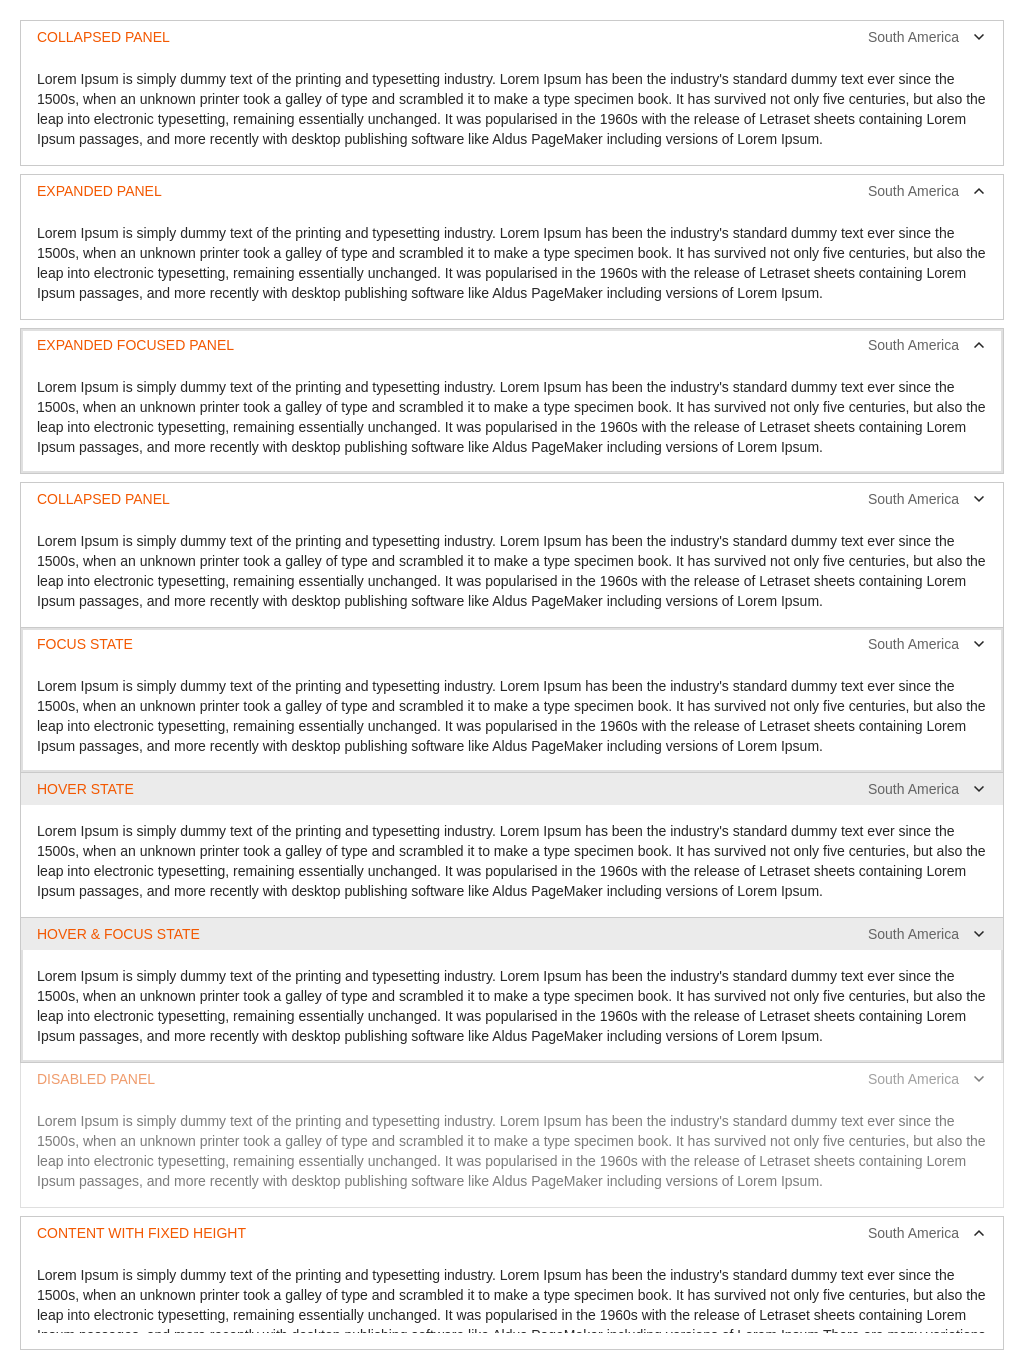 COLLAPSED PANEL South America
Lorem Ipsum is simply dummy text of the printing and typesetting industry. Lorem Ipsum has been the industry's standard dummy text ever since the
1500s, when an unknown printer took a galley of type and scrambled it to make a type specimen book. It has survived not only five centuries, but also the
leap into electronic typesetting, remaining essentially unchanged. It was popularised in the 1960s with the release of Letraset sheets containing Lorem
Ipsum passages, and more recently with desktop publishing software like Aldus PageMaker including versions of Lorem Ipsum.
EXPANDED PANEL South America
Lorem Ipsum is simply dummy text of the printing and typesetting industry. Lorem Ipsum has been the industry's standard dummy text ever since the
1500s, when an unknown printer took a galley of type and scrambled it to make a type specimen book. It has survived not only five centuries, but also the
leap into electronic typesetting, remaining essentially unchanged. It was popularised in the 1960s with the release of Letraset sheets containing Lorem
Ipsum passages, and more recently with desktop publishing software like Aldus PageMaker including versions of Lorem Ipsum.
EXPANDED FOCUSED PANEL South America
Lorem Ipsum is simply dummy text of the printing and typesetting industry. Lorem Ipsum has been the industry's standard dummy text ever since the
1500s, when an unknown printer took a galley of type and scrambled it to make a type specimen book. It has survived not only five centuries, but also the
leap into electronic typesetting, remaining essentially unchanged. It was popularised in the 1960s with the release of Letraset sheets containing Lorem
Ipsum passages, and more recently with desktop publishing software like Aldus PageMaker including versions of Lorem Ipsum.
COLLAPSED PANEL South America
Lorem Ipsum is simply dummy text of the printing and typesetting industry. Lorem Ipsum has been the industry's standard dummy text ever since the
1500s, when an unknown printer took a galley of type and scrambled it to make a type specimen book. It has survived not only five centuries, but also the
leap into electronic typesetting, remaining essentially unchanged. It was popularised in the 1960s with the release of Letraset sheets containing Lorem
Ipsum passages, and more recently with desktop publishing software like Aldus PageMaker including versions of Lorem Ipsum.
FOCUS STATE South America
Lorem Ipsum is simply dummy text of the printing and typesetting industry. Lorem Ipsum has been the industry's standard dummy text ever since the
1500s, when an unknown printer took a galley of type and scrambled it to make a type specimen book. It has survived not only five centuries, but also the
leap into electronic typesetting, remaining essentially unchanged. It was popularised in the 1960s with the release of Letraset sheets containing Lorem
Ipsum passages, and more recently with desktop publishing software like Aldus PageMaker including versions of Lorem Ipsum.
HOVER STATE South America
Lorem Ipsum is simply dummy text of the printing and typesetting industry. Lorem Ipsum has been the industry's standard dummy text ever since the
1500s, when an unknown printer took a galley of type and scrambled it to make a type specimen book. It has survived not only five centuries, but also the
leap into electronic typesetting, remaining essentially unchanged. It was popularised in the 1960s with the release of Letraset sheets containing Lorem
Ipsum passages, and more recently with desktop publishing software like Aldus PageMaker including versions of Lorem Ipsum.
HOVER & FOCUS STATE South America
Lorem Ipsum is simply dummy text of the printing and typesetting industry. Lorem Ipsum has been the industry's standard dummy text ever since the
1500s, when an unknown printer took a galley of type and scrambled it to make a type specimen book. It has survived not only five centuries, but also the
leap into electronic typesetting, remaining essentially unchanged. It was popularised in the 1960s with the release of Letraset sheets containing Lorem
Ipsum passages, and more recently with desktop publishing software like Aldus PageMaker including versions of Lorem Ipsum.
DISABLED PANEL South America
Lorem Ipsum is simply dummy text of the printing and typesetting industry. Lorem Ipsum has been the industry's standard dummy text ever since the
1500s, when an unknown printer took a galley of type and scrambled it to make a type specimen book. It has survived not only five centuries, but also the
leap into electronic typesetting, remaining essentially unchanged. It was popularised in the 1960s with the release of Letraset sheets containing Lorem
Ipsum passages, and more recently with desktop publishing software like Aldus PageMaker including versions of Lorem Ipsum.
CONTENT WITH FIXED HEIGHT South America
Lorem Ipsum is simply dummy text of the printing and typesetting industry. Lorem Ipsum has been the industry's standard dummy text ever since the
1500s, when an unknown printer took a galley of type and scrambled it to make a type specimen book. It has survived not only five centuries, but also the
leap into electronic typesetting, remaining essentially unchanged. It was popularised in the 1960s with the release of Letraset sheets containing Lorem
Ipsum passages, and more recently with desktop publishing software like Aldus PageMaker including versions of Lorem Ipsum.There are many variations